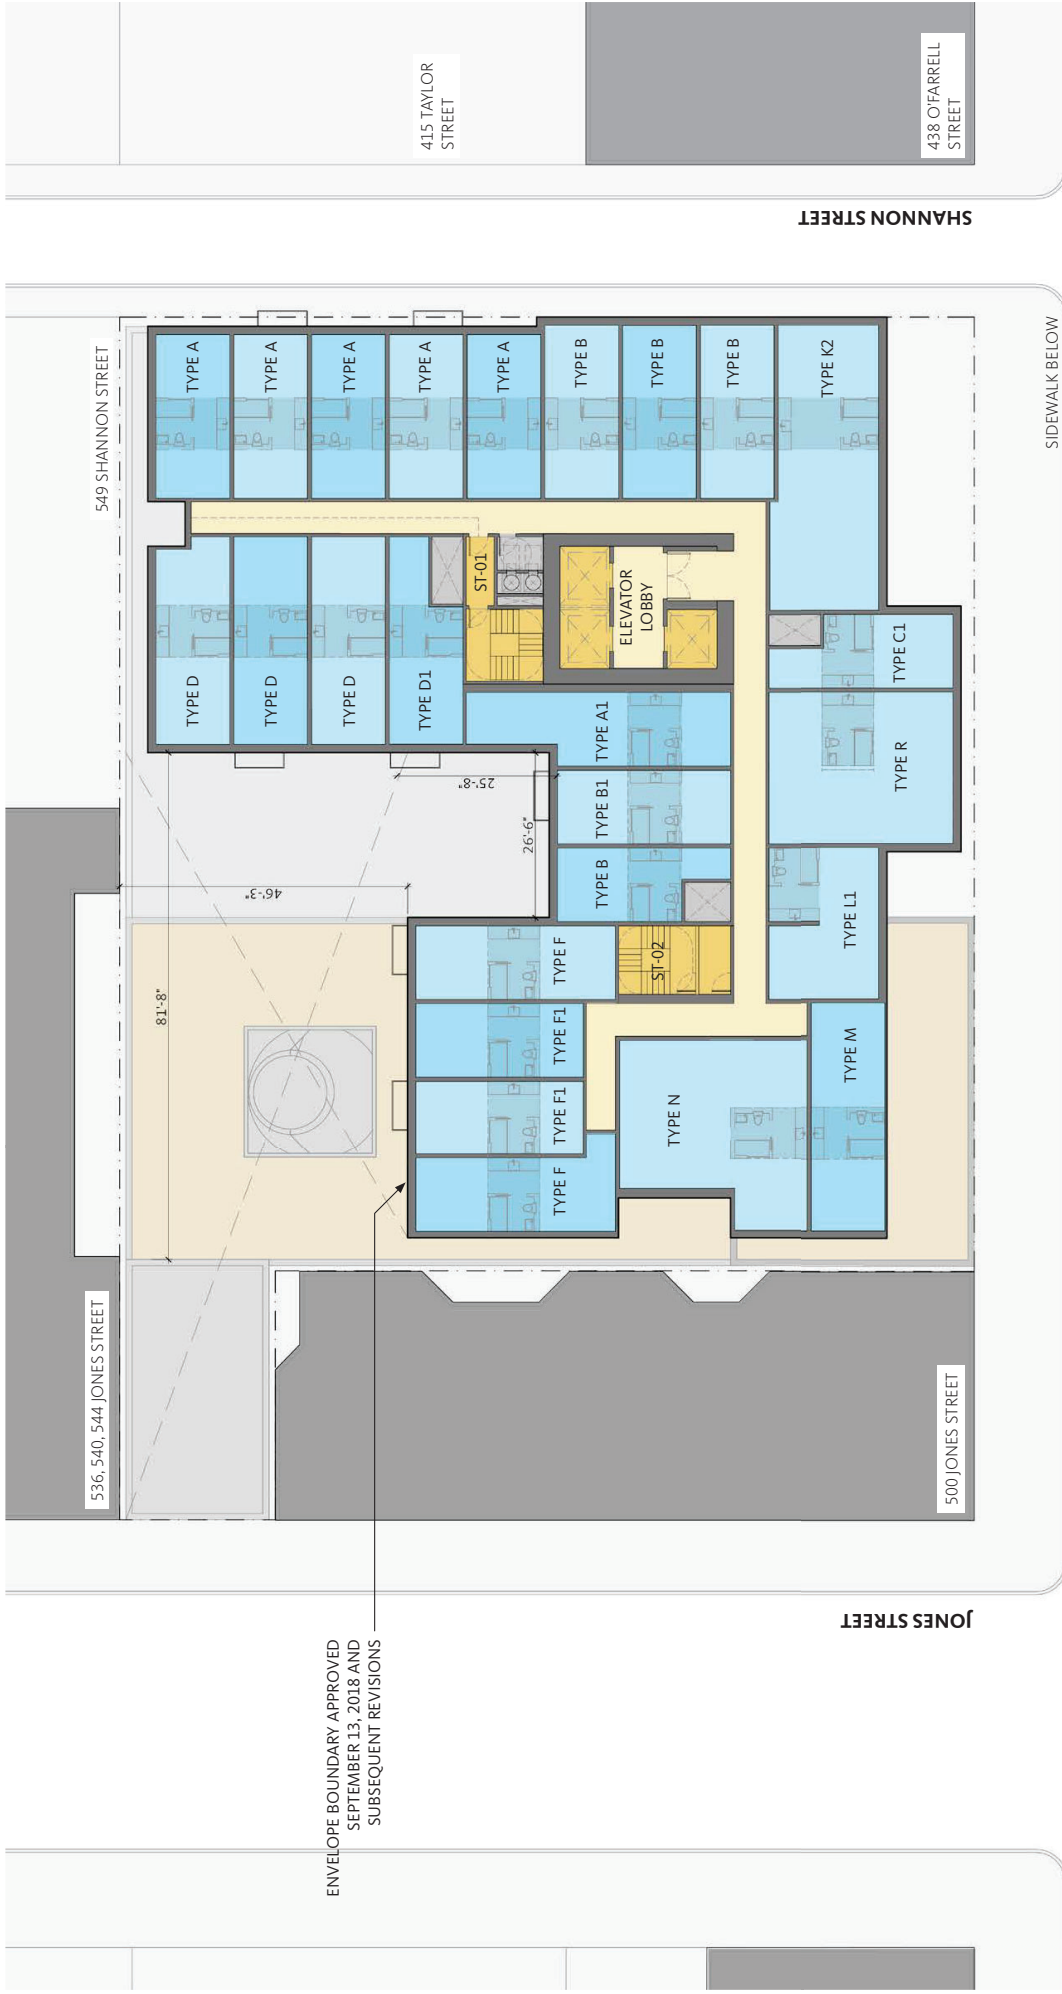 536, 540, 544 JONES STREET
549 SHANNON STREET
81'-8"
46'-3"
26'-6"
25'-8"
ENVELOPE BOUNDARY APPROVED
SEPTEMBER 13, 2018 AND
SUBSEQUENT REVISIONS
415 TAYLOR
STREET
TYPE D
TYPE A
TYPE D
TYPE A
TYPE D
TYPE A
TYPE D1
TYPE A
ST-01
TYPE A
TYPE F
TYPE F1
TYPE F1
TYPE F
TYPE B
TYPE B1
TYPE A1
TYPE B
ELEVATOR
LOBBY
TYPE B
ST-02
TYPE N
TYPE B
TYPE K2
TYPE M
TYPE L1
TYPE R
TYPE C1
500 JONES STREET
438 O'FARRELL
STREET
JONES STREET
SHANNON STREET
SIDEWALK BELOW